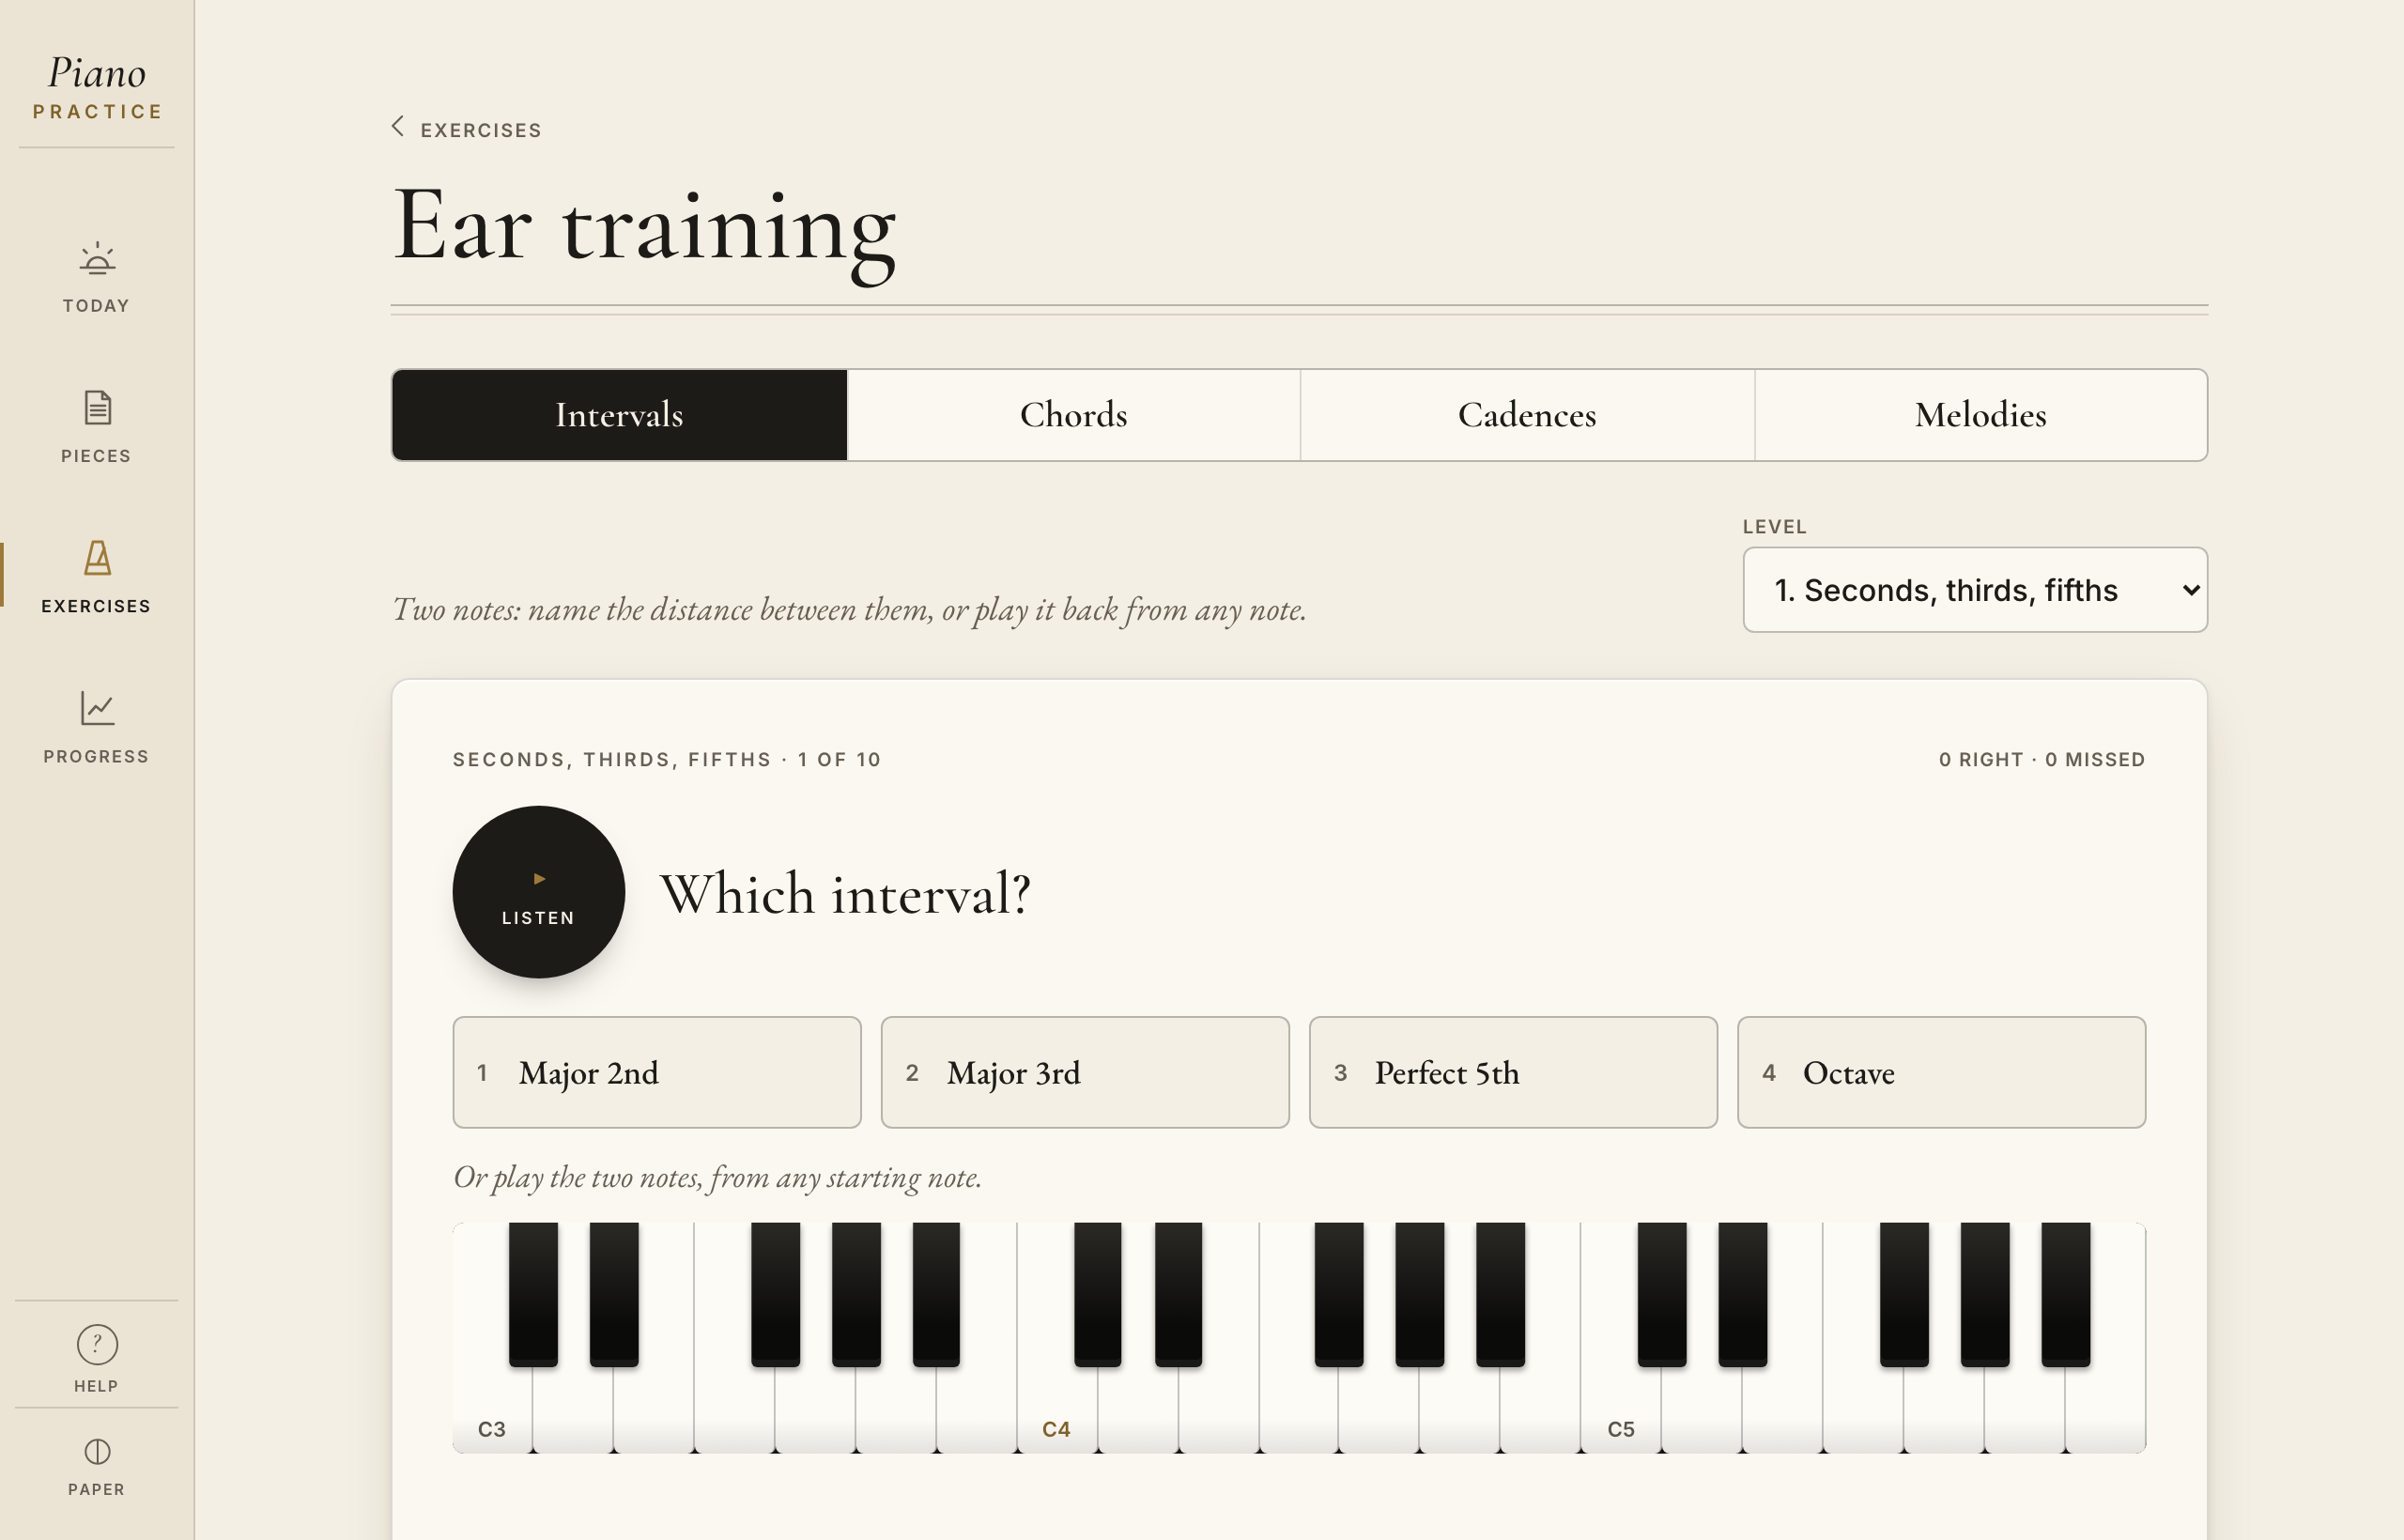 Piano
PRACTICE
TODAY
PIECES
EXERCISES
PROGRESS
?
HELP
PAPER
EXERCISES
Ear training
Intervals
Chords
Cadences
Melodies
LEVEL
Two notes: name the distance between them, or play it back from any note.
1. Seconds, thirds, fifths
SECONDS, THIRDS, FIFTHS · 1 OF 10
0 RIGHT · 0 MISSED
LISTEN
Which interval?
1 Major 2nd
2 Major 3rd
3 Perfect 5th
4 Octave
Or play the two notes, from any starting note.
C3
C4
C5